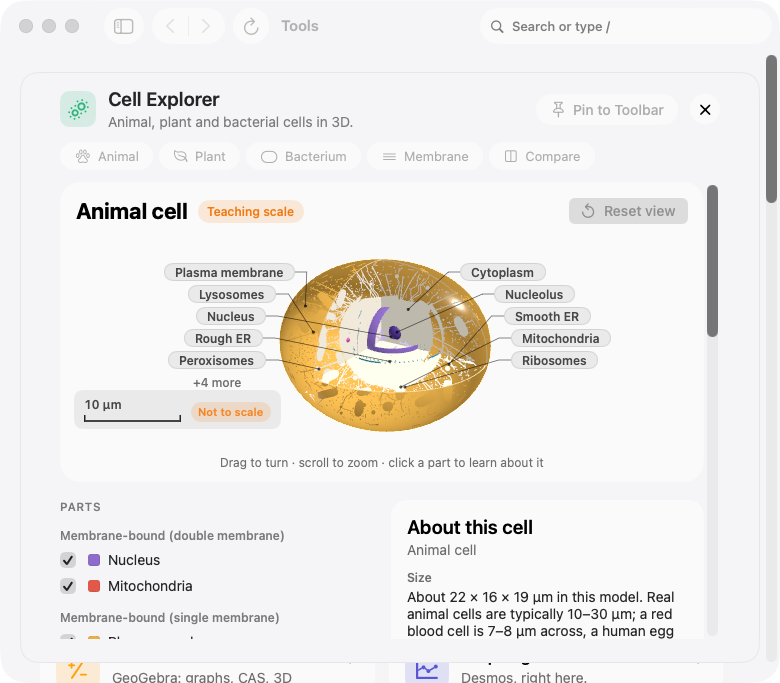 Tools
Search or type /
Cell Explorer
Animal, plant and bacterial cells in 3D.
Pin to Toolbar
Animal
Plant
Bacterium
Membrane
Compare
Animal cell
Teaching scale
Reset view
Plasma membrane
Lysosomes
Nucleus
Rough ER
Peroxisomes
+4 more
Cytoplasm
Nucleolus
Smooth ER
Mitochondria
Ribosomes
10 µm
Not to scale
Drag to turn · scroll to zoom · click a part to learn about it
PARTS
Membrane-bound (double membrane)
Nucleus
Mitochondria
Membrane-bound (single membrane)
About this cell
Animal cell
Size
About 22 × 16 × 19 µm in this model. Real
animal cells are typically 10–30 µm; a red
blood cell is 7–8 µm across, a human egg
GeoGebra: graphs, CAS, 3D
Desmos, right here.